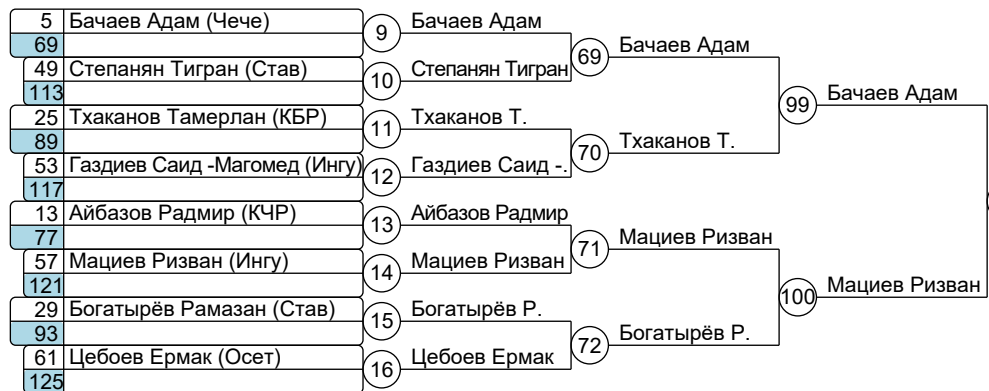 5 Бачаев Адам (Чече)
69
9
Бачаев Адам
49 Степанян Тигран (Став)
113
10
Степанян Тигран
69
Бачаев Адам
25 Тхаканов Тамерлан (КБР)
89
11
Тхаканов Т.
53 Газдиев Саид -Магомед (Ингу)
117
12
Газдиев Саид -.
70
Тхаканов Т.
99
Бачаев Адам
13 Айбазов Радмир (КЧР)
77
13
Айбазов Радмир
57 Мациев Ризван (Ингу)
121
14
Мациев Ризван
71
Мациев Ризван
29 Богатырёв Рамазан (Став)
93
15
Богатырёв Р.
61 Цебоев Ермак (Осет)
125
16
Цебоев Ермак
72
Богатырёв Р.
100
Мациев Ризван